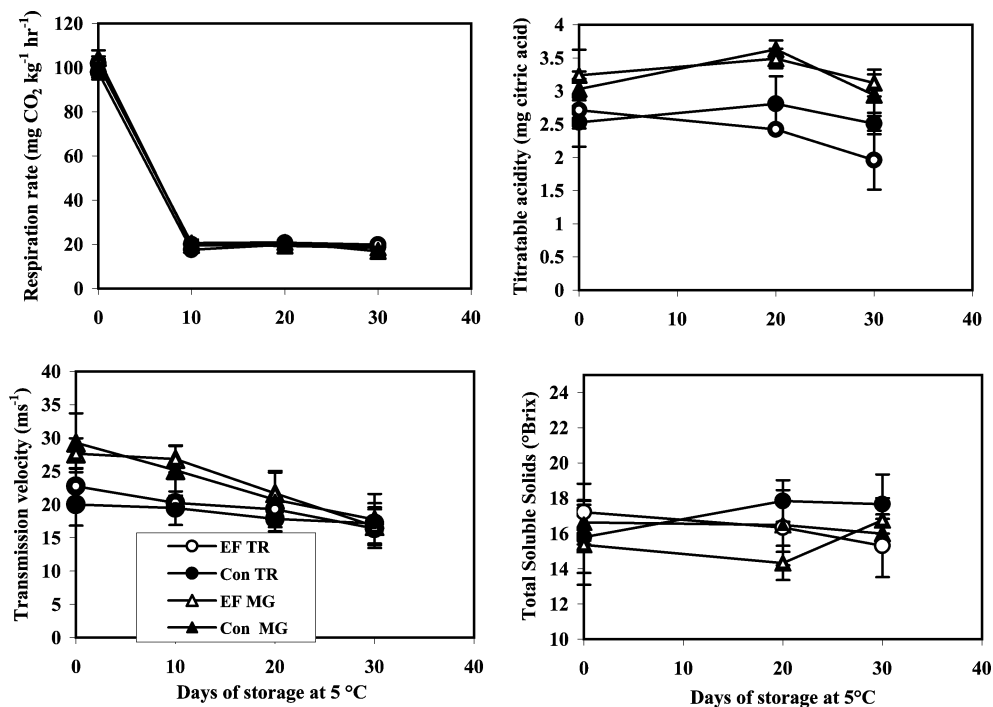 Respiration rate (mg CO2 kg-1 hr-1)
120
100
80
60
40
20
0
0 10 20 30 40
Titratable acidity (mg citric acid)
4
3.5
3
2.5
2
1.5
1
0.5
0
0 10 20 30 40
Transmission velocity (ms-1)
40
35
30
25
20
15
10
5
0
EF TR
Con TR
EF MG
Con MG
0 10 20 30 40
Days of storage at 5 °C
Total Soluble Solids (°Brix)
24
22
20
18
16
14
12
10
0 10 20 30 40
Days of storage at 5°C